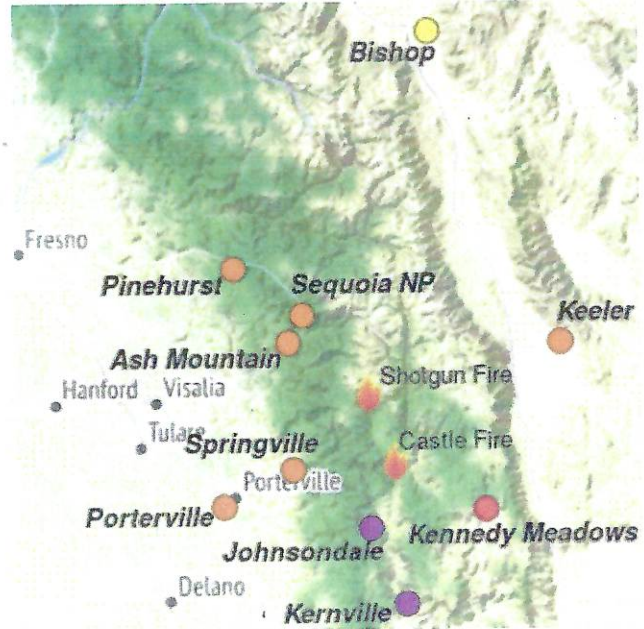 Bishop
Fresno
Pinehurst
Sequoia NP
Keeler
Ash Mountain
Shotgun Fire
Hanford
Visalia
Tulare
Springville
Castle Fire
Porterville
Porterville
Kennedy Meadows
Johnsondale
Delano
Kernville